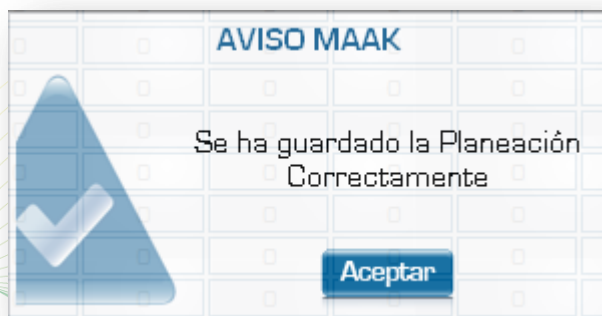 AVISO MAAK
Se ha guardado la Planeación
Correctamente
Aceptar